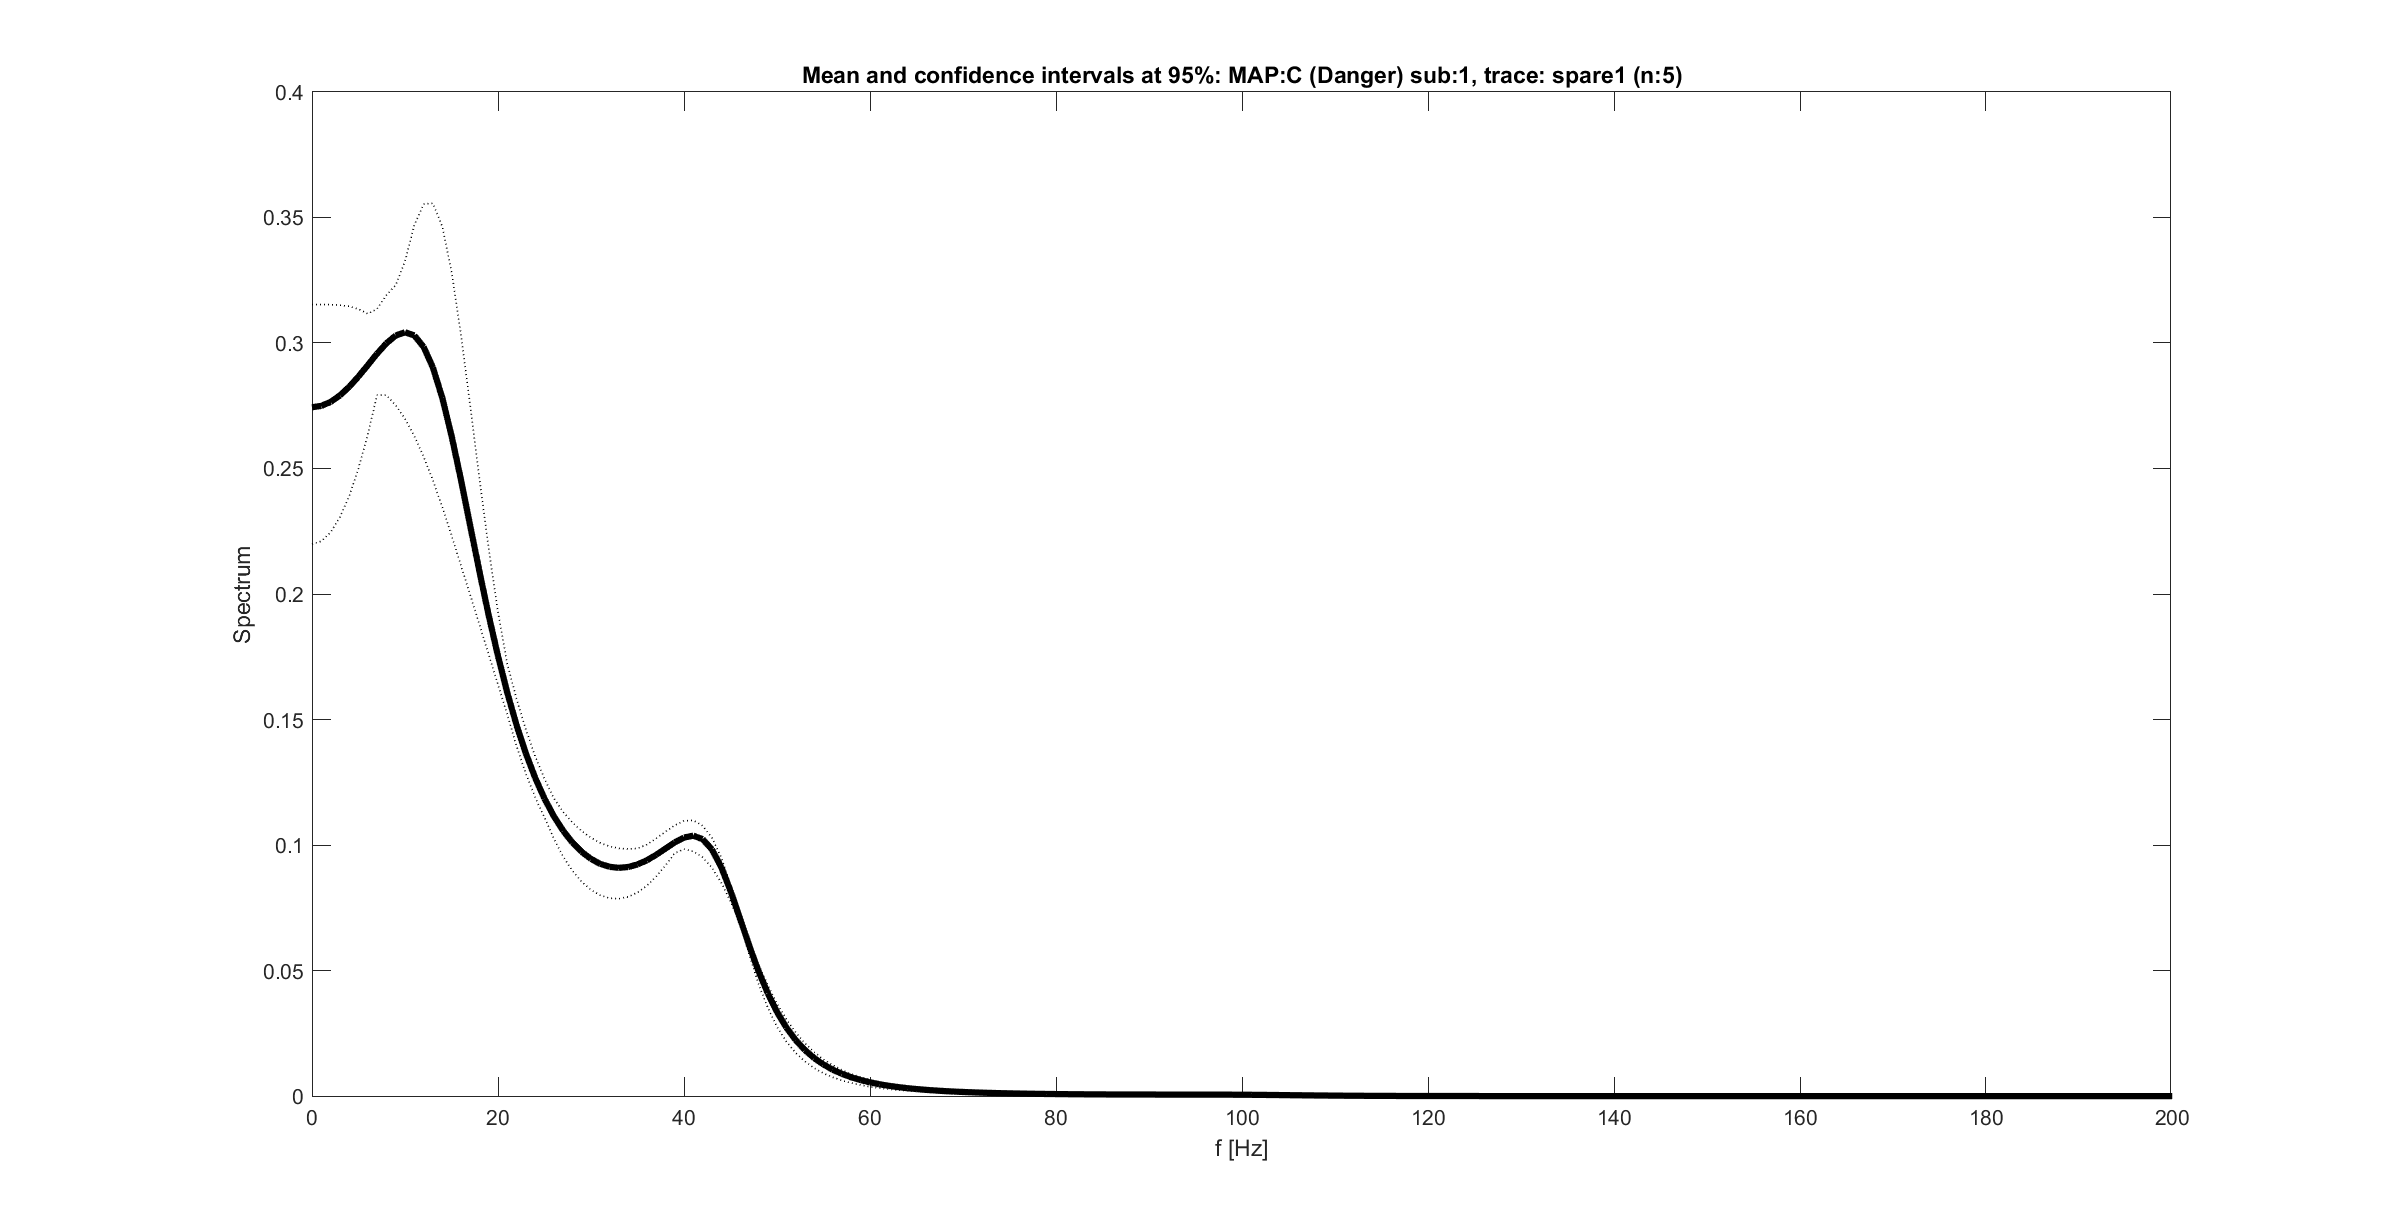 Mean and confidence intervals at 95%: MAP:C (Danger) sub:1, trace: spare1 (n:5)
0.4
0.35
0.3
0.25
0.2
0.15
0.1
0.05
0
Spectrum
0 20 40 60 80 100 120 140 160 180 200
f [Hz]